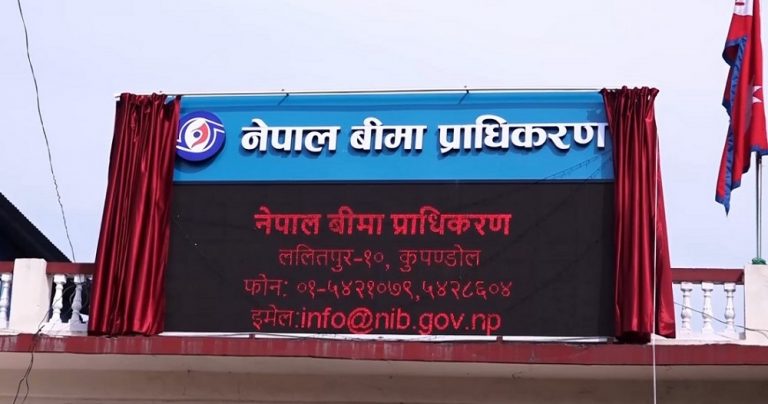 नेपाल बीमा प्राधिकरण
नेपाल बीमा प्राधिकरण
ललितपुर-१०, कुपण्डोल
फोन: ०१-५४२१०७९,५४२८६०४
इमेल:info@nib.gov.np